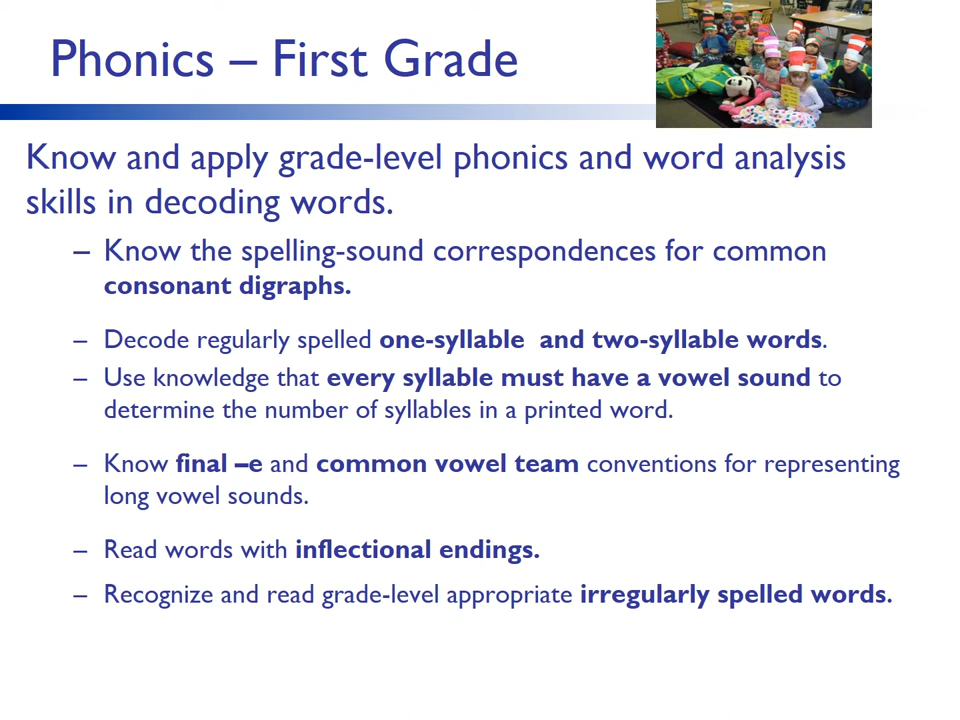 Phonics – First Grade
Know and apply grade-level phonics and word analysis
skills in decoding words.
– Know the spelling-sound correspondences for common
consonant digraphs.
– Decode regularly spelled one-syllable  and two-syllable words.
– Use knowledge that every syllable must have a vowel sound to
determine the number of syllables in a printed word.
– Know final –e and common vowel team conventions for representing
long vowel sounds.
– Read words with inflectional endings.
– Recognize and read grade-level appropriate irregularly spelled words.